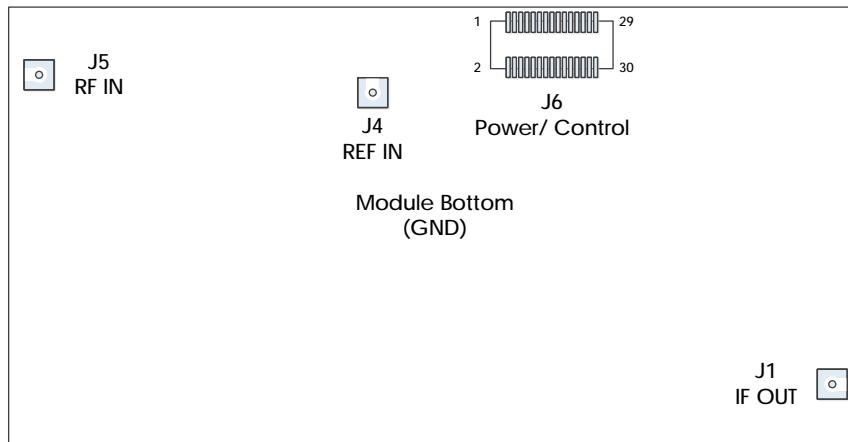 1 29
2 30
J6
Power/ Control
J5
RF IN
J4
REF IN
Module Bottom
(GND)
J1
IF OUT